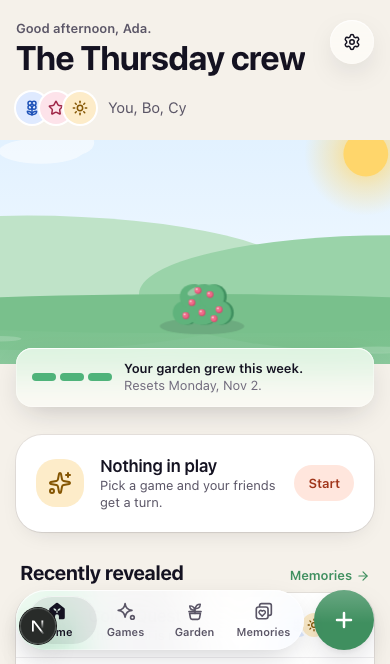 Good afternoon, Ada.
The Thursday crew
You, Bo, Cy
Your garden grew this week.
Resets Monday, Nov 2.
Nothing in play
Pick a game and your friends
get a turn.
Start
Recently revealed
Memories →
N
Games
Garden
Memories
+